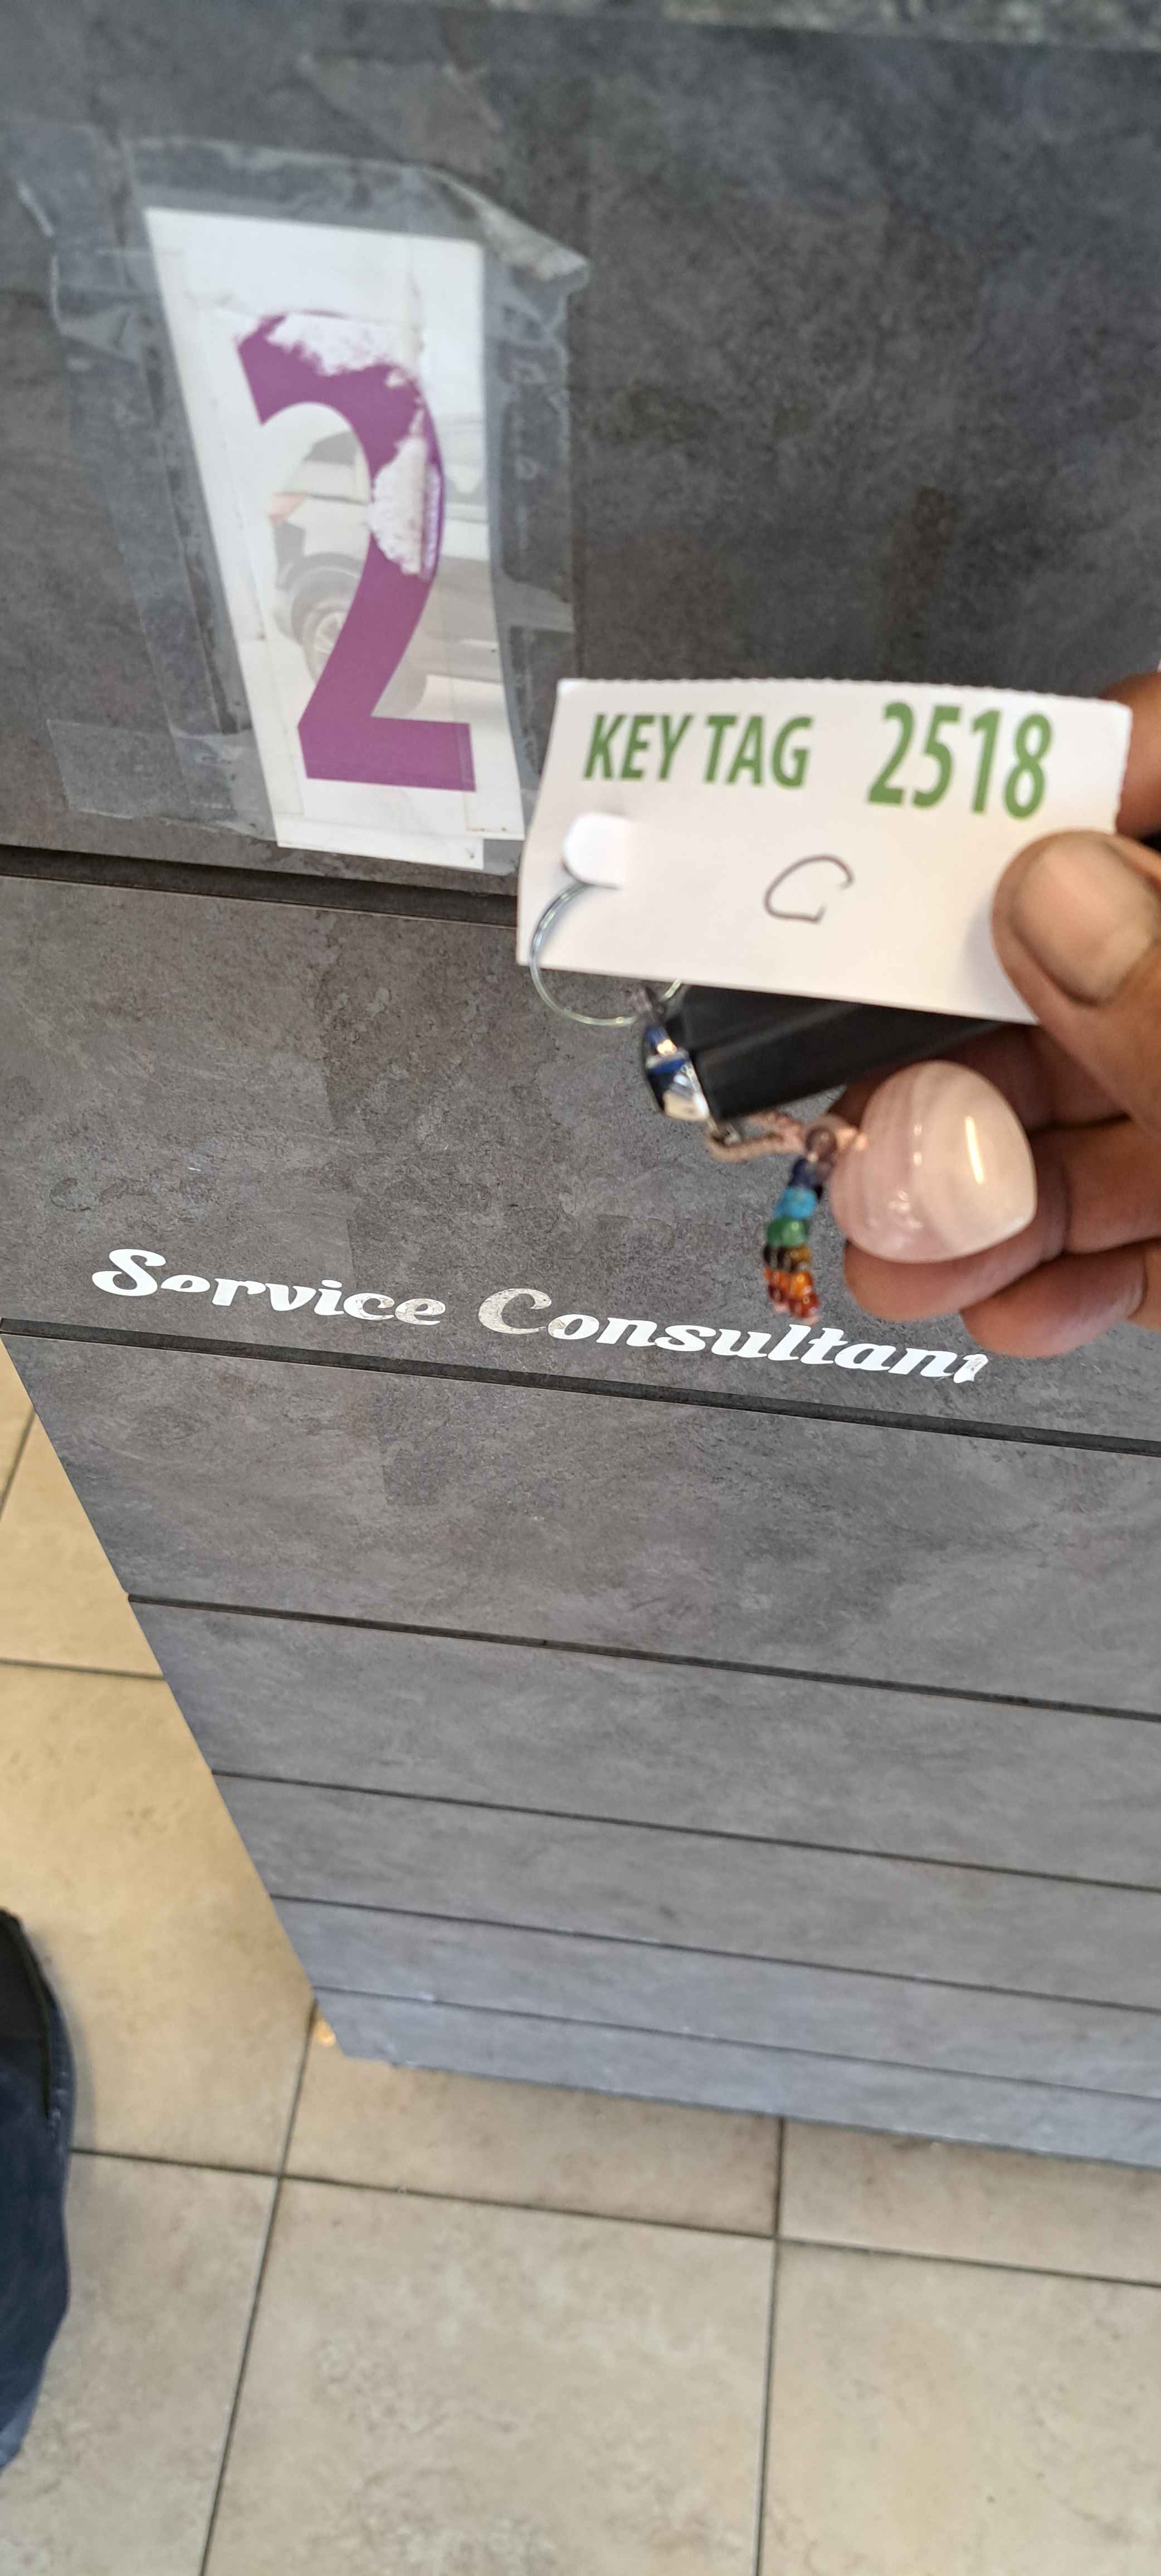 2
KEY TAG 2518
G
Service Consultant